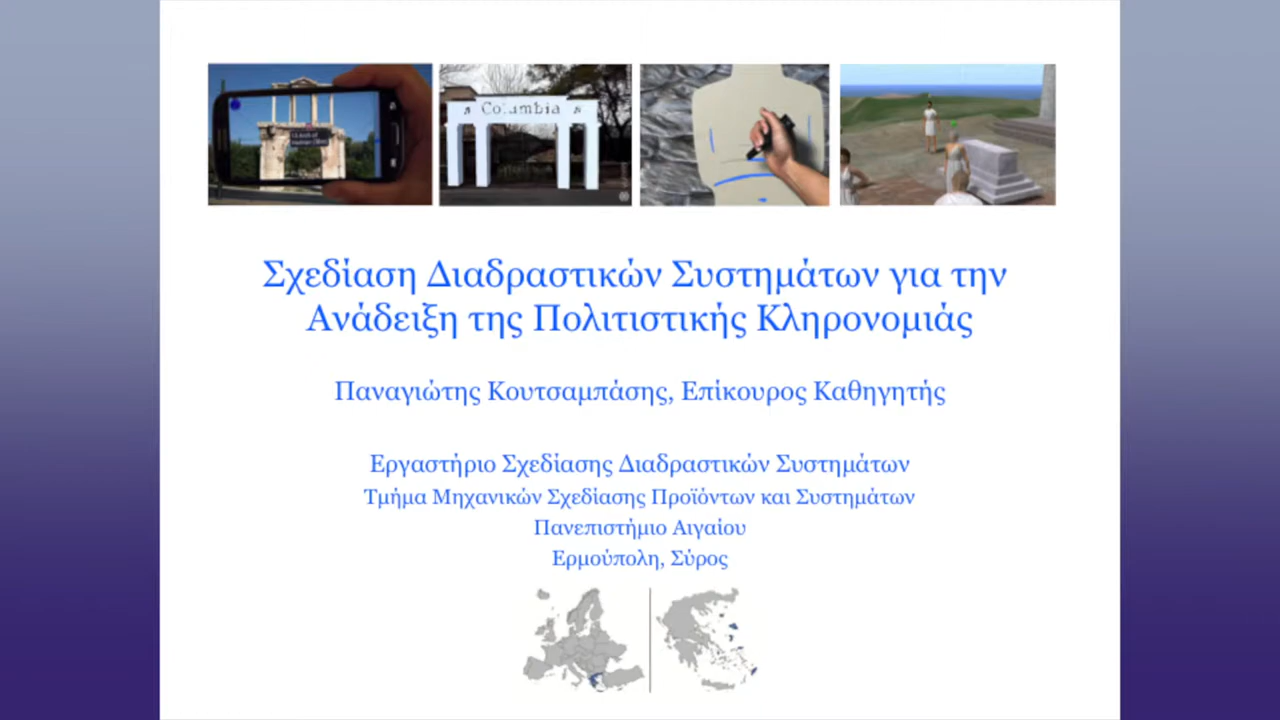 Columbia
Σχεδίαση Διαδραστικών Συστημάτων για την
Ανάδειξη της Πολιτιστικής Κληρονομιάς
Παναγιώτης Κουτσαμπάσης, Επίκουρος Καθηγητής
Εργαστήριο Σχεδίασης Διαδραστικών Συστημάτων
Τμήμα Μηχανικών Σχεδίασης Προϊόντων και Συστημάτων
Πανεπιστήμιο Αιγαίου
Ερμούπολη, Σύρος